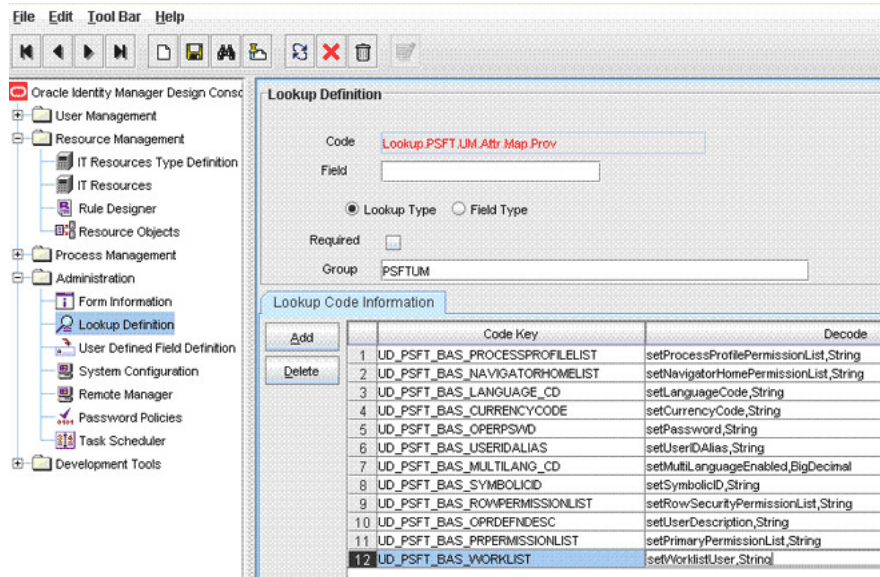 File Edit Tool Bar Help
Oracle Identity Manager Design Consc
User Management
Resource Management
IT Resources Type Definition
IT Resources
Rule Designer
Resource Objects
Process Management
Administration
Form Information
Lookup Definition
User Defined Field Definition
System Configuration
Remote Manager
Password Policies
Task Scheduler
Development Tools
Lookup Definition
Code Lookup.PSFT.UM.Attr.Map.Prov
Field
Lookup Type Field Type
Required
Group PSFTUM
Lookup Code Information
Add
Delete
Code Key Decode
1 UD_PSFT_BAS_PROCESSPROFILELIST setProcessProfilePermissionList,String
2 UD_PSFT_BAS_NAVIGATORHOMELIST setNavigatorHomePermissionList,String
3 UD_PSFT_BAS_LANGUAGE_CD setLanguageCode,String
4 UD_PSFT_BAS_CURRENCYCODE setCurrencyCode,String
5 UD_PSFT_BAS_OPERPSWD setPassword,String
6 UD_PSFT_BAS_USERIDALIAS setUserIDAlias,String
7 UD_PSFT_BAS_MULTILANG_CD setMultiLanguageEnabled,BigDecimal
8 UD_PSFT_BAS_SYMBOLICID setSymbolicID,String
9 UD_PSFT_BAS_ROWPERMISSIONLIST setRowSecurityPermissionList,String
10 UD_PSFT_BAS_OPRDEFNDESC setUserDescription,String
11 UD_PSFT_BAS_PRPERMISSIONLIST setPrimaryPermissionList,String
12 UD_PSFT_BAS_WORKLIST setWorklistUser,String